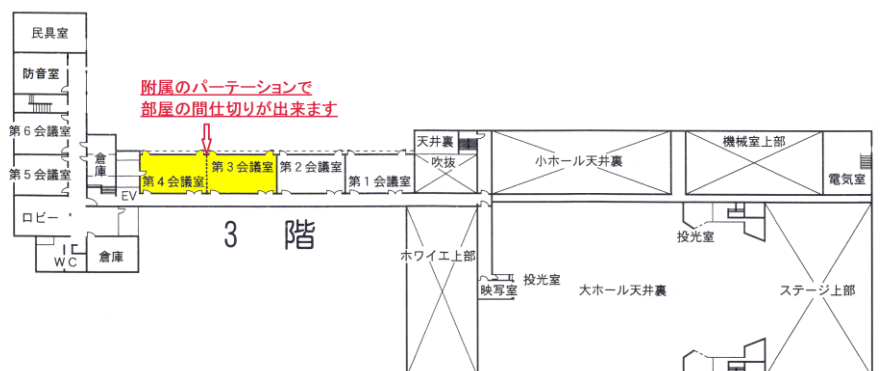 民具室
防音室
附属のパーテーションで
部屋の間仕切りが出来ます
第6会議室
倉庫
第5会議室
第4会議室
第3会議室
第2会議室
第1会議室
天井裏
吹抜
小ホール天井裏
機械室上部
電気室
EV
ロビー
WC
倉庫
3 階
ホワイエ上部
映写室
投光室
大ホール天井裏
投光室
ステージ上部